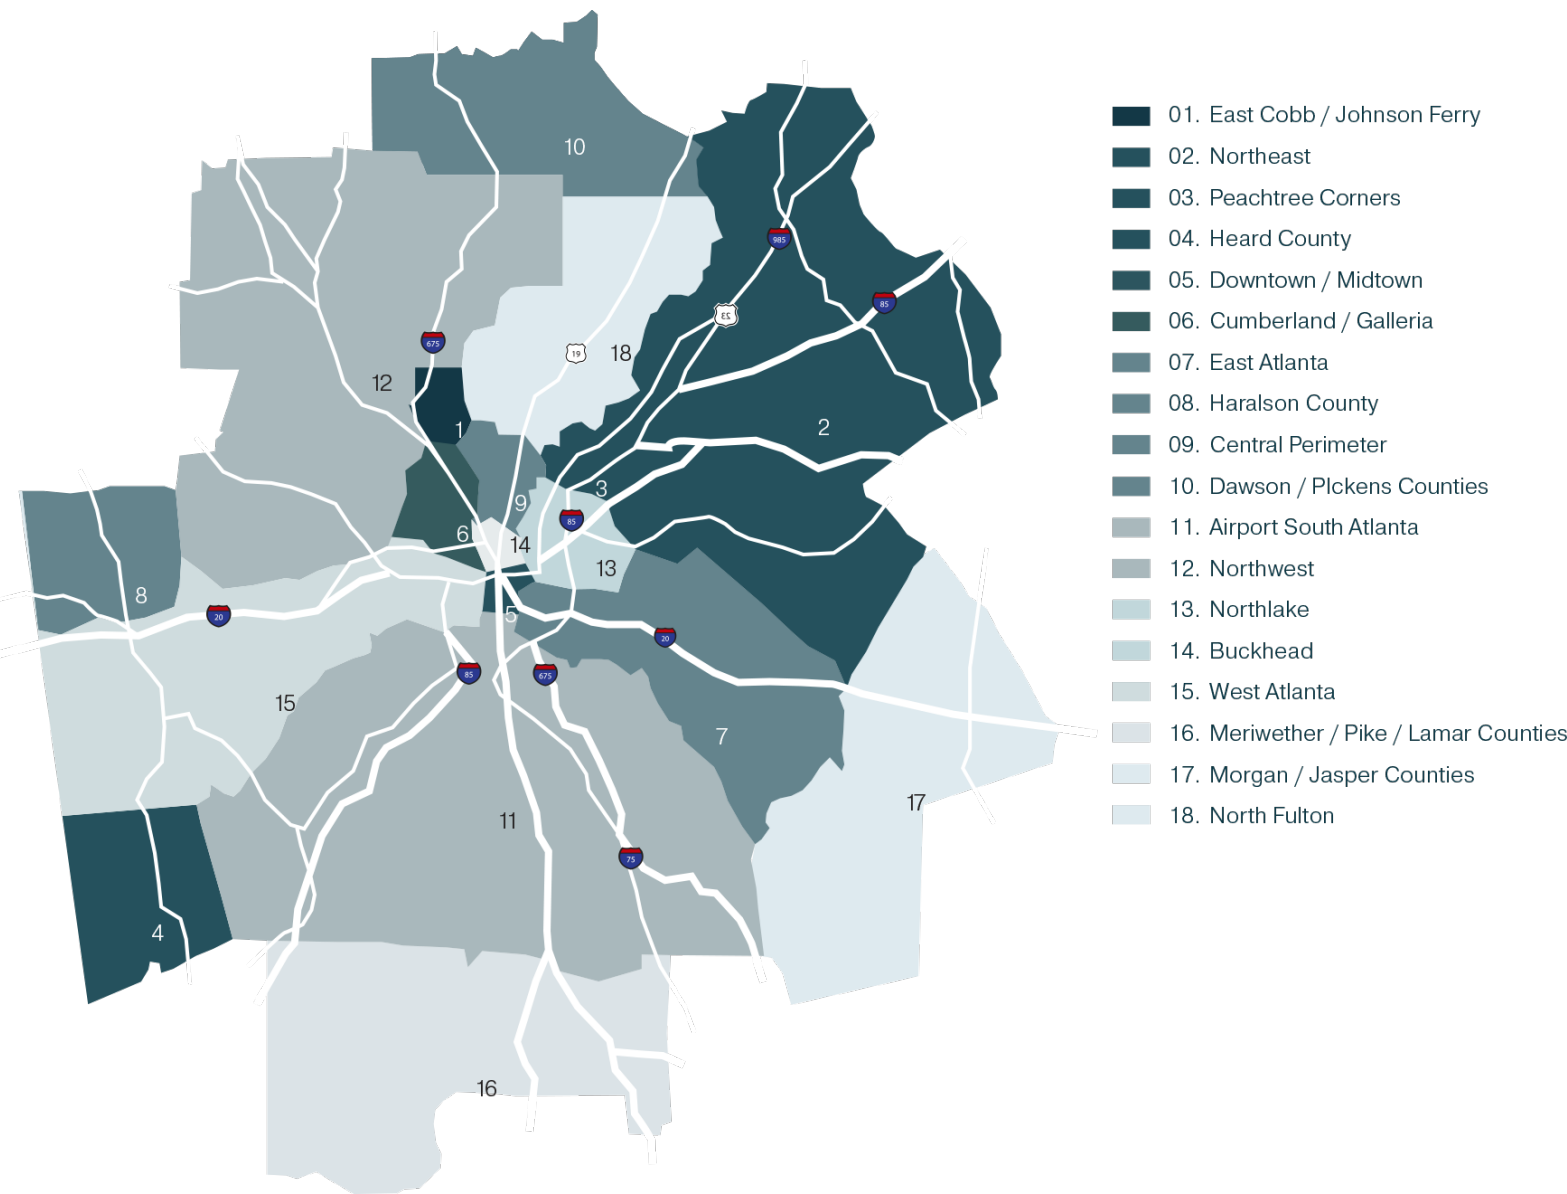 10
985
85
23
675
19
18
12
2
1
3
9
85
6
14
13
8
20
5
20
85
675
15
7
17
11
75
4
16
01. East Cobb / Johnson Ferry
02. Northeast
03. Peachtree Corners
04. Heard County
05. Downtown / Midtown
06. Cumberland / Galleria
07. East Atlanta
08. Haralson County
09. Central Perimeter
10. Dawson / PIckens Counties
11. Airport South Atlanta
12. Northwest
13. Northlake
14. Buckhead
15. West Atlanta
16. Meriwether / Pike / Lamar Counties
17. Morgan / Jasper Counties
18. North Fulton